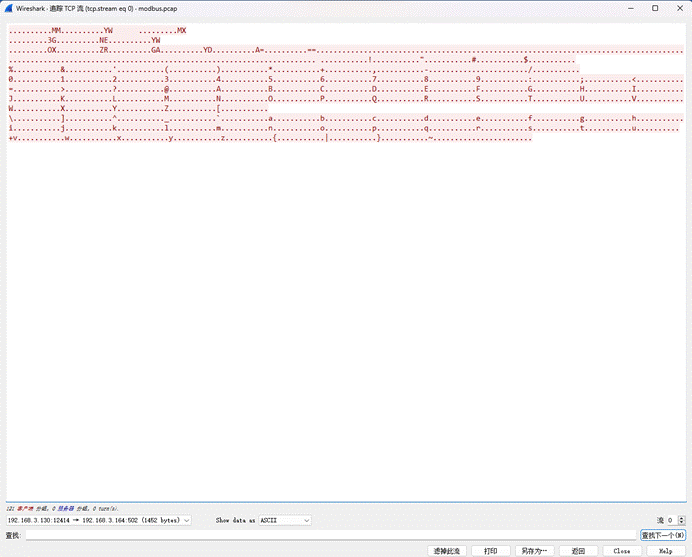 Wireshark · 追踪 TCP 流 (tcp.stream eq 0) · modbus.pcap
.........MM..........YW      .........MX
.........3G..........NE..........YW
.........OX..........ZR..........GA..........YD..........A=..........==.
!.........."..........#..........$..........
%..........&..........'..........(..........)..........*..........+..........,..........-............................/..........
0..........1..........2..........3..........4..........5..........6..........7..........8..........9..........:..........;..........<..........
=..........>..........?..........@..........A..........B..........C..........D..........E..........F..........G..........H..........I..........
J..........K..........L..........M..........N..........O..........P..........Q..........R..........S..........T..........U..........V..........
W..........X..........Y..........Z..........[..........
\..........]..........^.........._..........`..........a..........b..........c..........d..........e..........f..........g..........h..........
i..........j..........k..........l..........m..........n..........o..........p..........q..........r..........s..........t..........u..........
+v..........w..........x..........y..........z..........{..........|..........}..........~......................
121 客户端 分组, 0 服务器 分组, 0 turn(s).
192.168.3.130:12414 → 192.168.3.164:502 (1452 bytes) Show data as ASCII 流 0
查找: 查找下一个(N)
滤掉此流 打印 另存为… 返回 Close Help